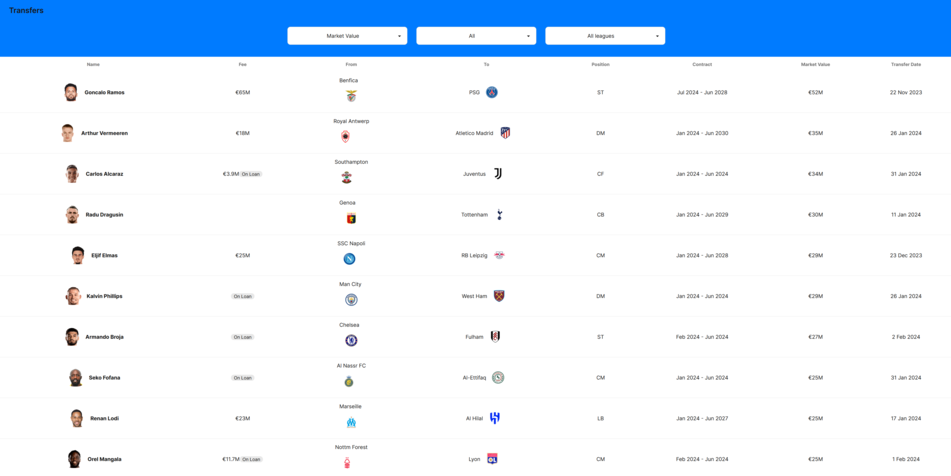 Transfers
Market Value All All leagues
Name Fee From To Position Contract Market Value Transfer Date
Goncalo Ramos €65M Benfica PSG ST Jul 2024 - Jun 2028 €52M 22 Nov 2023
Arthur Vermeeren €18M Royal Antwerp Atletico Madrid DM Jan 2024 - Jun 2030 €35M 26 Jan 2024
Carlos Alcaraz €3.9M On Loan Southampton Juventus CF Jan 2024 - Jun 2024 €34M 31 Jan 2024
Radu Dragusin Genoa Tottenham CB Jan 2024 - Jun 2029 €30M 11 Jan 2024
Eljif Elmas €25M SSC Napoli RB Leipzig CM Jan 2024 - Jun 2028 €29M 23 Dec 2023
Kalvin Phillips On Loan Man City West Ham DM Jan 2024 - Jun 2024 €29M 26 Jan 2024
Armando Broja On Loan Chelsea Fulham ST Feb 2024 - Jun 2024 €27M 2 Feb 2024
Seko Fofana On Loan Al Nassr FC Al-Ettifaq CM Jan 2024 - Jun 2024 €25M 31 Jan 2024
Renan Lodi €23M Marseille Al Hilal LB Jan 2024 - Jun 2027 €25M 17 Jan 2024
Orel Mangala €11.7M On Loan Nottm Forest Lyon CM Feb 2024 - Jun 2024 €25M 1 Feb 2024